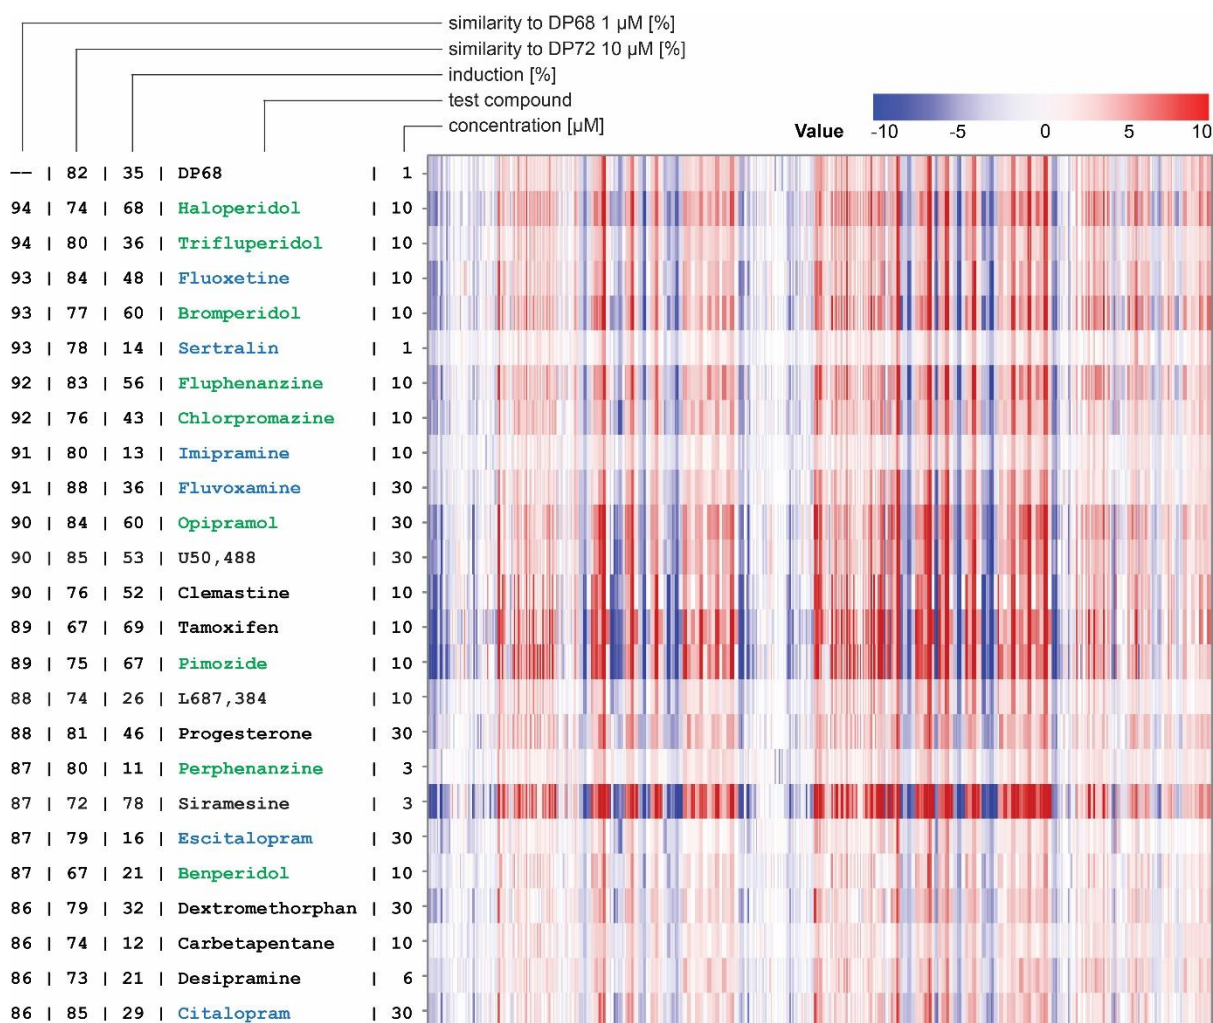 similarity to DP68 1 µM [%]
similarity to DP72 10 µM [%]
induction [%]
test compound
concentration [µM]
Value -10 -5 0 5 10
-- | 82 | 35 | DP68 | 1
94 | 74 | 68 | Haloperidol | 10
94 | 80 | 36 | Trifluperidol | 10
93 | 84 | 48 | Fluoxetine | 10
93 | 77 | 60 | Bromperidol | 10
93 | 78 | 14 | Sertralin | 1
92 | 83 | 56 | Fluphenanzine | 10
92 | 76 | 43 | Chlorpromazine | 10
91 | 80 | 13 | Imipramine | 10
91 | 88 | 36 | Fluvoxamine | 30
90 | 84 | 60 | Opipramol | 30
90 | 85 | 53 | U50,488 | 30
90 | 76 | 52 | Clemastine | 10
89 | 67 | 69 | Tamoxifen | 10
89 | 75 | 67 | Pimozide | 10
88 | 74 | 26 | L687,384 | 10
88 | 81 | 46 | Progesterone | 30
87 | 80 | 11 | Perphenanzine | 3
87 | 72 | 78 | Siramesine | 3
87 | 79 | 16 | Escitalopram | 30
87 | 67 | 21 | Benperidol | 10
86 | 79 | 32 | Dextromethorphan | 30
86 | 74 | 12 | Carbetapentane | 10
86 | 73 | 21 | Desipramine | 6
86 | 85 | 29 | Citalopram | 30